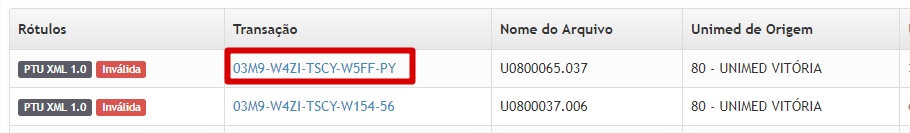 Rótulos Transação Nome do Arquivo Unimed de Origem
PTU XML 1.0 Inválida 03M9-W4ZI-TSCY-W5FF-PY U0800065.037 80 - UNIMED VITÓRIA
PTU XML 1.0 Inválida 03M9-W4ZI-TSCY-W154-56 U0800037.006 80 - UNIMED VITÓRIA